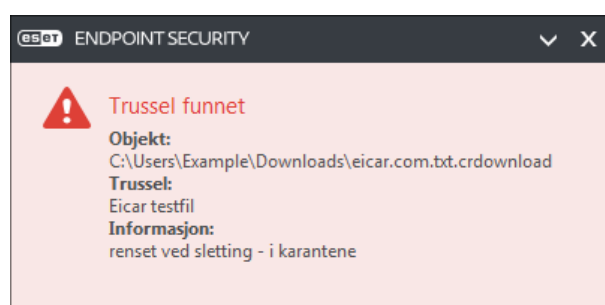 eset ENDPOINT SECURITY
Trussel funnet
Objekt:
C:\Users\Example\Downloads\eicar.com.txt.crdownload
Trussel:
Eicar testfil
Informasjon:
renset ved sletting - i karantene